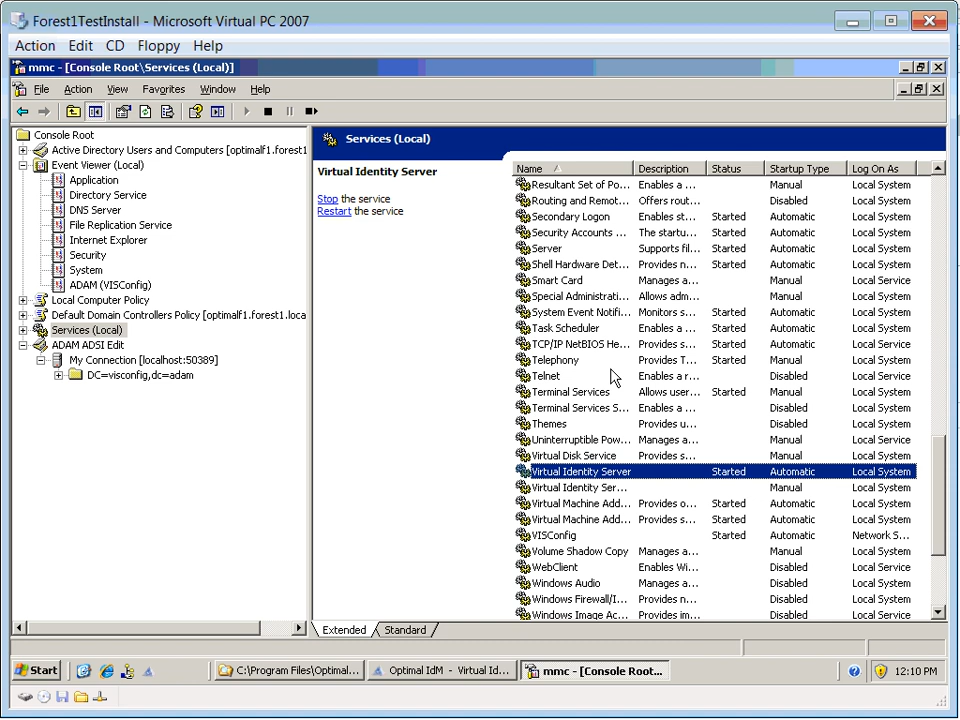 Forest1TestInstall - Microsoft Virtual PC 2007
Action Edit CD Floppy Help
mmc - [Console Root\Services (Local)]
File Action View Favorites Window Help
Console Root
Active Directory Users and Computers [optimalf1.forest1
Event Viewer (Local)
Application
Directory Service
DNS Server
File Replication Service
Internet Explorer
Security
System
ADAM (VISConfig)
Local Computer Policy
Default Domain Controllers Policy [optimalf1.forest1.loca
Services (Local)
ADAM ADSI Edit
My Connection [localhost:50389]
DC=visconfig,dc=adam
Services (Local)
Virtual Identity Server
Stop the service
Restart the service
Name Description Status Startup Type Log On As
Resultant Set of Po... Enables a ... Manual Local System
Routing and Remot... Offers rout... Disabled Local System
Secondary Logon Enables st... Started Automatic Local System
Security Accounts ... The startu... Started Automatic Local System
Server Supports fil... Started Automatic Local System
Shell Hardware Det... Provides n... Started Automatic Local System
Smart Card Manages a... Manual Local Service
Special Administrati... Allows adm... Manual Local System
System Event Notifi... Monitors s... Started Automatic Local System
Task Scheduler Enables a ... Started Automatic Local System
TCP/IP NetBIOS He... Provides s... Started Automatic Local Service
Telephony Provides T... Started Manual Local System
Telnet Enables a r... Disabled Local Service
Terminal Services Allows user... Started Manual Local System
Terminal Services S... Enables a ... Disabled Local System
Themes Provides u... Disabled Local System
Uninterruptible Pow... Manages a... Manual Local Service
Virtual Disk Service Provides s... Manual Local System
Virtual Identity Server Started Automatic Local System
Virtual Identity Ser... Manual Local System
Virtual Machine Add... Provides o... Started Automatic Local System
Virtual Machine Add... Provides s... Started Automatic Local System
VISConfig Started Automatic Network S...
Volume Shadow Copy Manages a... Manual Local System
WebClient Enables Wi... Disabled Local Service
Windows Audio Manages a... Disabled Local System
Windows Firewall/I... Provides n... Disabled Local System
Windows Image Ac... Provides im... Disabled Local Service
Extended Standard
Start C:\Program Files\Optimal... Optimal IdM - Virtual Id... mmc - [Console Root... 12:10 PM